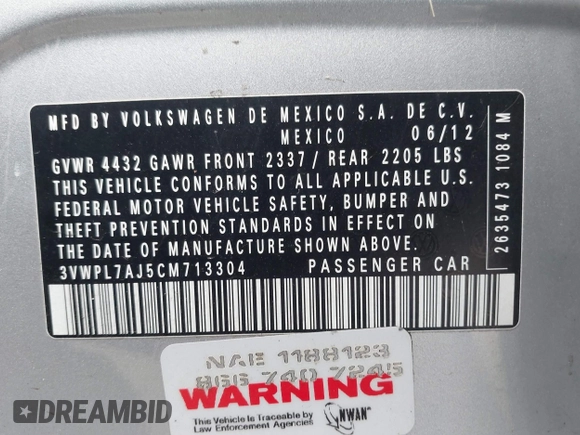 MFD BY VOLKSWAGEN DE MEXICO S.A. DE C.V.
MEXICO 06/12
GVWR 4432 GAWR FRONT 2337/ REAR 2205 LBS
THIS VEHICLE CONFORMS TO ALL APPLICABLE U.S.
FEDERAL MOTOR VEHICLE SAFETY, BUMPER AND
THEFT PREVENTION STANDARDS IN EFFECT ON
THE DATE OF MANUFACTURE SHOWN ABOVE.
3VWPL7AJ5CM713304 PASSENGER CAR
2635473 1084 M
NAE 1188123
866 740 7245
WARNING
This Vehicle is Traceable by
Law Enforcement Agencies
NWAN
DREAMBID